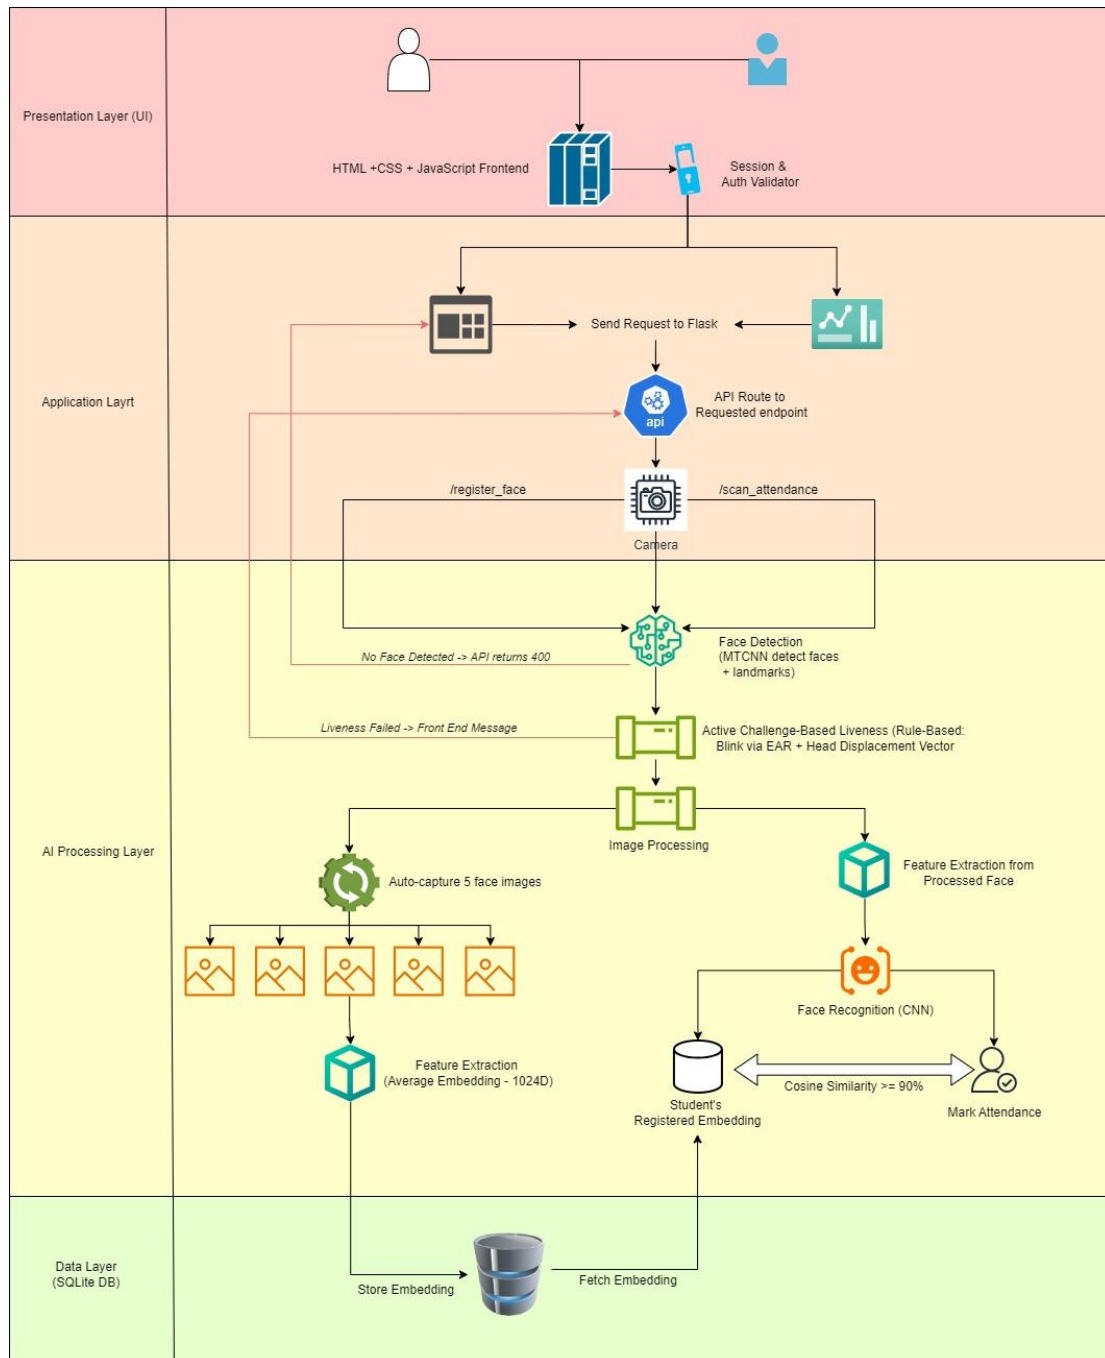 Presentation Layer (UI)
HTML +CSS + JavaScript Frontend
Session &
Auth Validator
Application Layrt
Send Request to Flask
API Route to
Requested endpoint
api
/register_face
/scan_attendance
Camera
Face Detection
(MTCNN detect faces
+ landmarks)
No Face Detected -> API returns 400
Liveness Failed -> Front End Message
Active Challenge-Based Liveness (Rule-Based:
Blink via EAR + Head Displacement Vector
AI Processing Layer
Image Processing
Auto-capture 5 face images
Feature Extraction from
Processed Face
Face Recognition (CNN)
Feature Extraction
(Average Embedding - 1024D)
Cosine Similarity >= 90%
Student's
Registered Embedding
Mark Attendance
Data Layer
(SQLite DB)
Store Embedding
Fetch Embedding